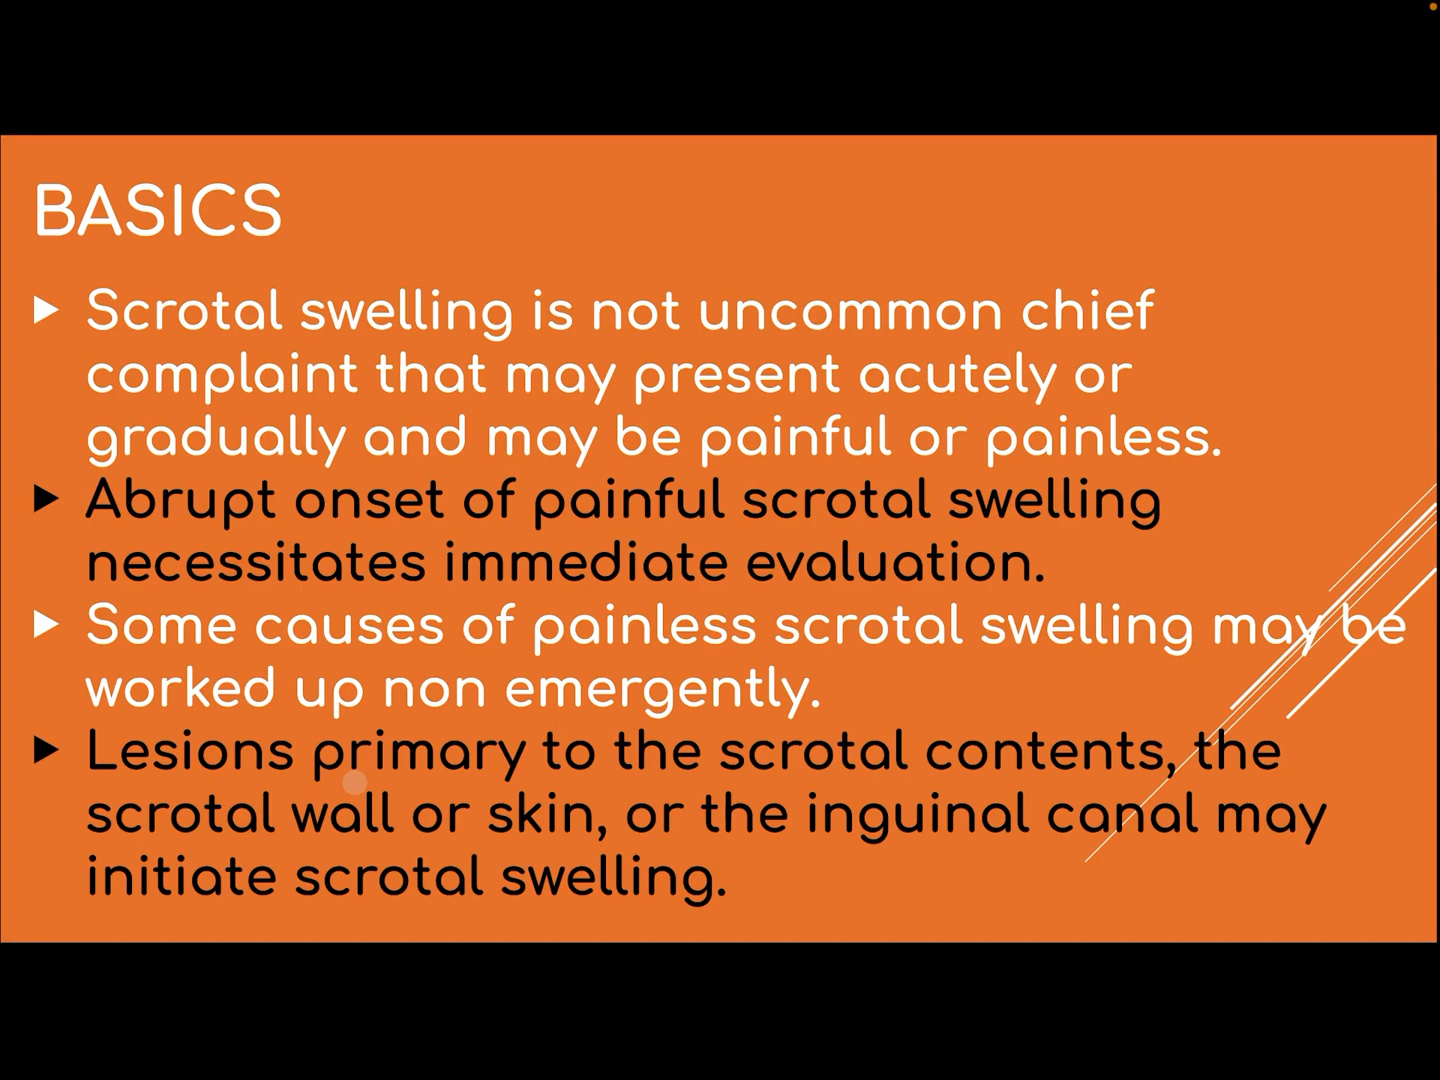 BASICS
Scrotal swelling is not uncommon chief
complaint that may present acutely or
gradually and may be painful or painless.
Abrupt onset of painful scrotal swelling
necessitates immediate evaluation.
Some causes of painless scrotal swelling may be
worked up non emergently.
Lesions primary to the scrotal contents, the
scrotal wall or skin, or the inguinal canal may
initiate scrotal swelling.